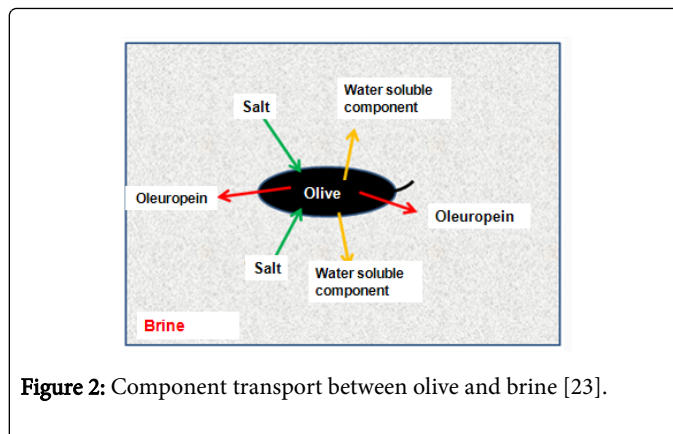 Water soluble
component
Salt
Oleuropein
Olive
Oleuropein
Salt
Water soluble
component
Brine
Figure 2: Component transport between olive and brine [23].